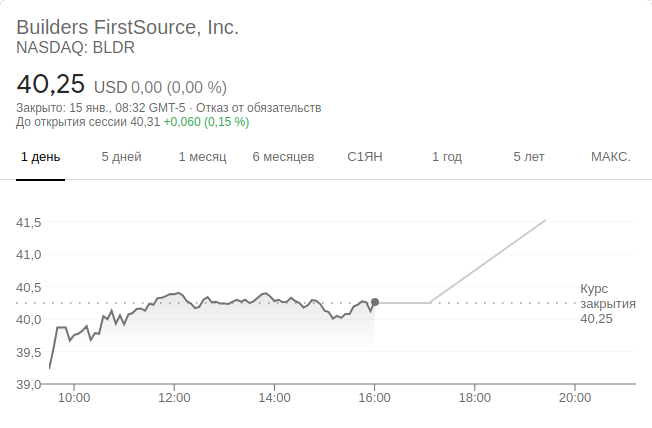 Builders FirstSource, Inc.
NASDAQ: BLDR
40,25 USD 0,00 (0,00 %)
Закрыто: 15 янв., 08:32 GMT-5 · Отказ от обязательств
До открытия сессии 40,31 +0,060 (0,15 %)
1 день 5 дней 1 месяц 6 месяцев С1ЯН 1 год 5 лет МАКС.
41,5
41,0
40,5
40,0
39,5
39,0
Курс
закрытия
40,25
10:00 12:00 14:00 16:00 18:00 20:00